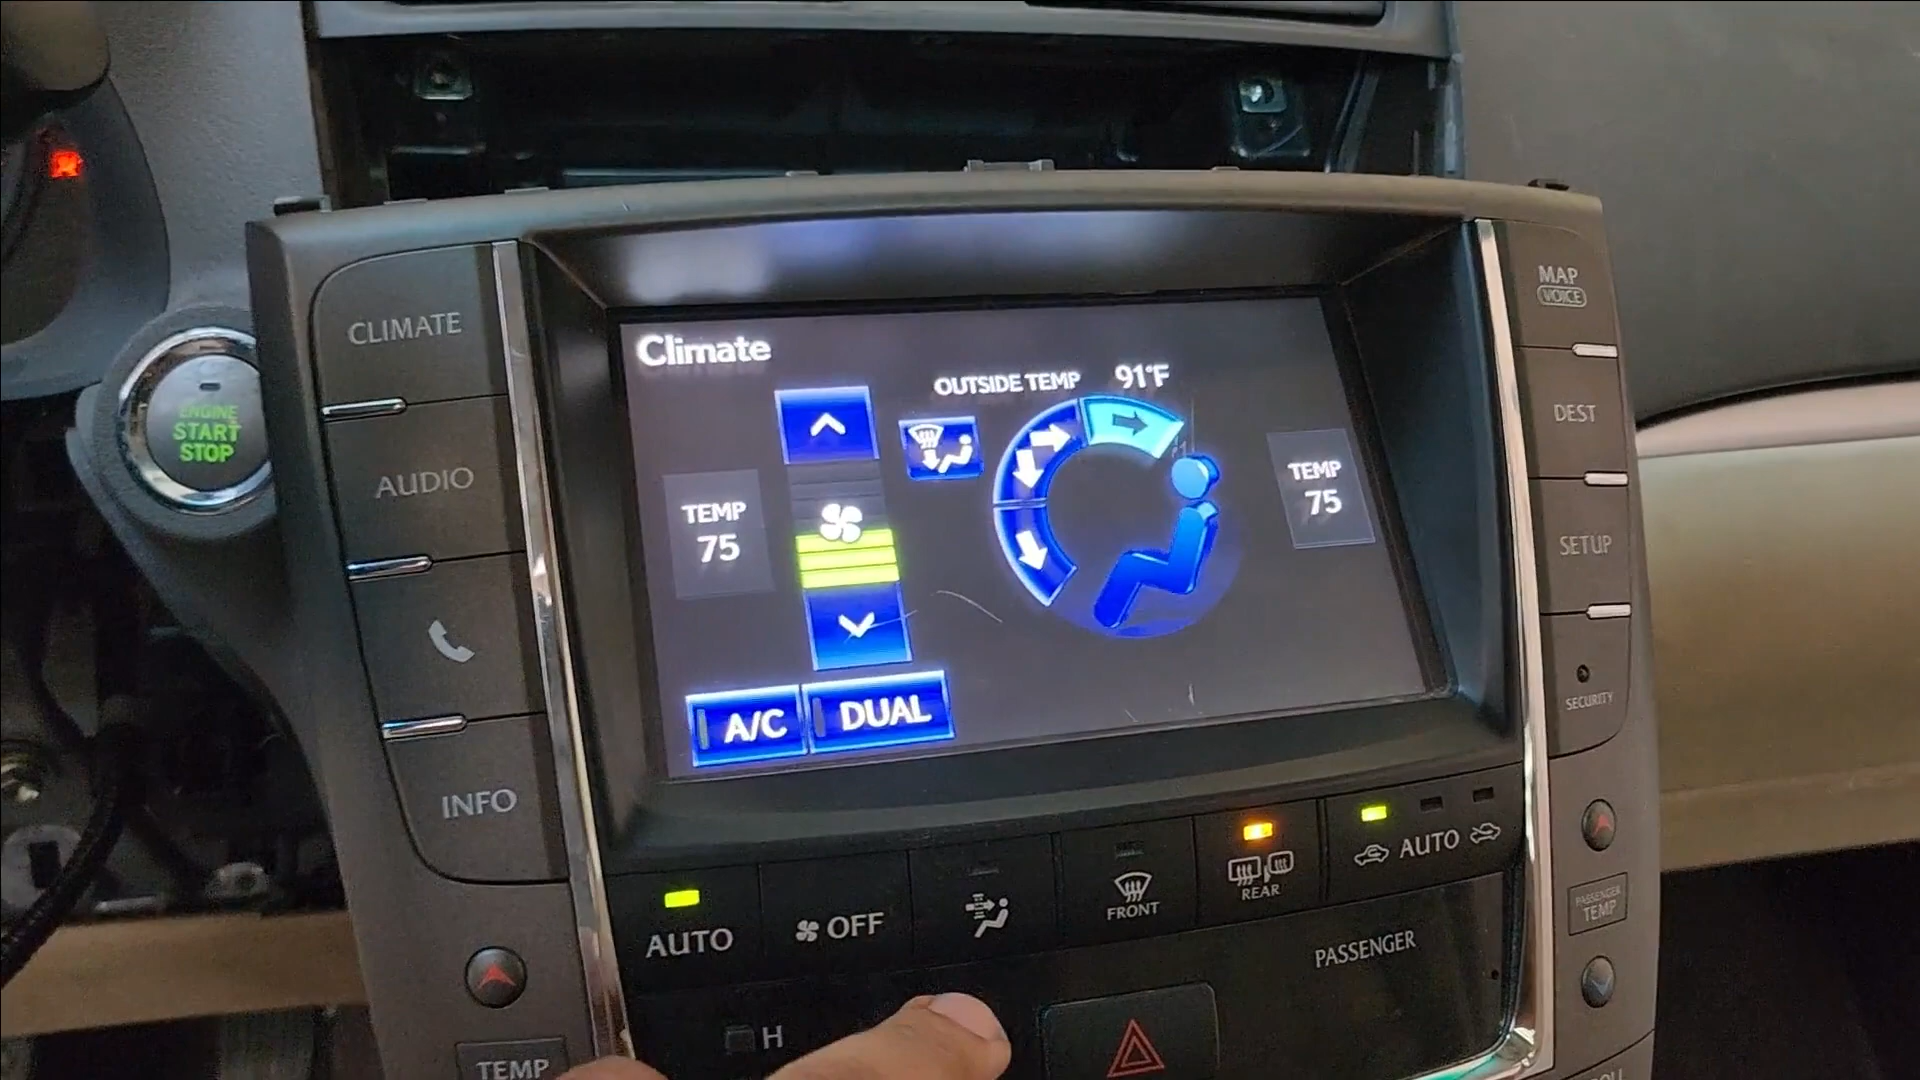 CLIMATE
AUDIO
INFO
ENGINE
START
STOP
Climate
OUTSIDE TEMP 91°F
TEMP
75
TEMP
75
A/C
DUAL
MAP
VOICE
DEST
SETUP
SECURITY
AUTO
OFF
FRONT
REAR
AUTO
PASSENGER
PASSENGER
TEMP
H
TEMP